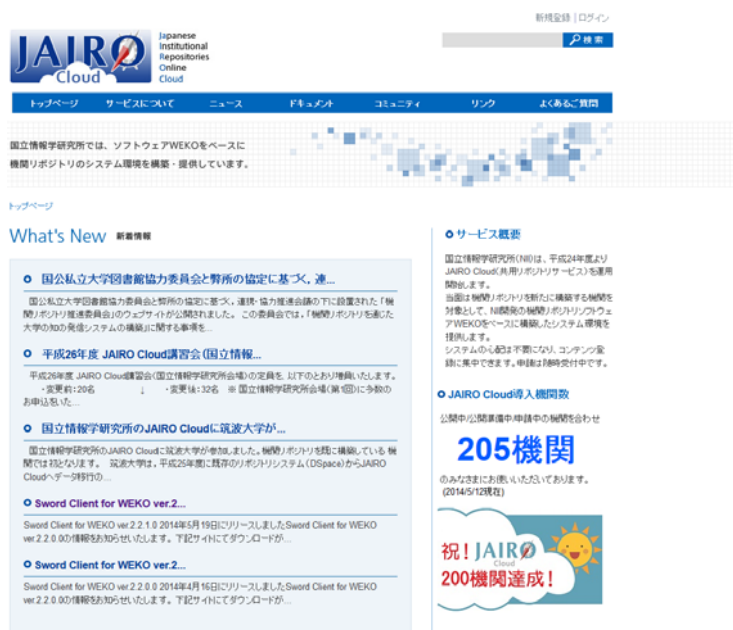 新規登録 | ログイン
JAIRO
Cloud
Japanese
Institutional
Repositories
Online
Cloud
検索
トップページ サービスについて ニュース ドキュメント コミュニティ リンク よくあるご質問
国立情報学研究所では、ソフトウェアWEKOをベースに
機関リポジトリのシステム環境を構築・提供しています。
トップページ
What's New 新着情報
国公私立大学図書館協力委員会と弊所の協定に基づく、連...
国公私立大学図書館協力委員会と弊所の協定に基づく、連携・協力推進会議の下に設置された「機
関リポジトリ推進委員会」のウェブサイトが公開されました。 この委員会では、「機関リポジトリを通じた
大学の知の発信システムの構築」に関する事項を...
平成26年度 JAIRO Cloud講習会(国立情報...
平成26年度 JAIRO Cloud講習会(国立情報学研究所会場)の定員を、以下のとおり増員いたします。
・変更前：20名 ↓ ・変更後：32名 ※ 国立情報学研究所会場(第1回)に多数の
お申込をいた...
国立情報学研究所のJAIRO Cloudに筑波大学が...
国立情報学研究所のJAIRO Cloudに筑波大学が参加しました。機関リポジトリを既に構築している機
関では初となります。 筑波大学は、平成25年度に既存のリポジトリシステム(DSpace)からJAIRO
Cloudへデータ移行の...
Sword Client for WEKO ver.2...
Sword Client for WEKO ver.2.2.1.0 2014年5月19日にリリースしましたSword Client for WEKO
ver.2.2.0.0の情報をお知らせいたします。下記サイトにてダウンロードが...
Sword Client for WEKO ver.2...
Sword Client for WEKO ver.2.2.0.0 2014年4月16日にリリースしましたSword Client for WEKO
ver.2.2.0.0の情報をお知らせいたします。下記サイトにてダウンロードが...
サービス概要
国立情報学研究所(NII)は、平成24年度より
JAIRO Cloud(共用リポジトリサービス)を運用
開始します。
当面は機関リポジトリを新たに構築する機関を
対象として、NII開発の機関リポジトリソフトウェ
アWEKOをベースに構築したシステム環境を
提供します。
システムの心配は不要になり、コンテンツ登
録に集中できます。申請は随時受付中です。
JAIRO Cloud導入機関数
公開中/公開準備中/申請中の機関を合わせ
205機関
のみなさまにお使いいただいております。
(2014/5/12現在)
祝！JAIRO
Cloud
200機関達成！